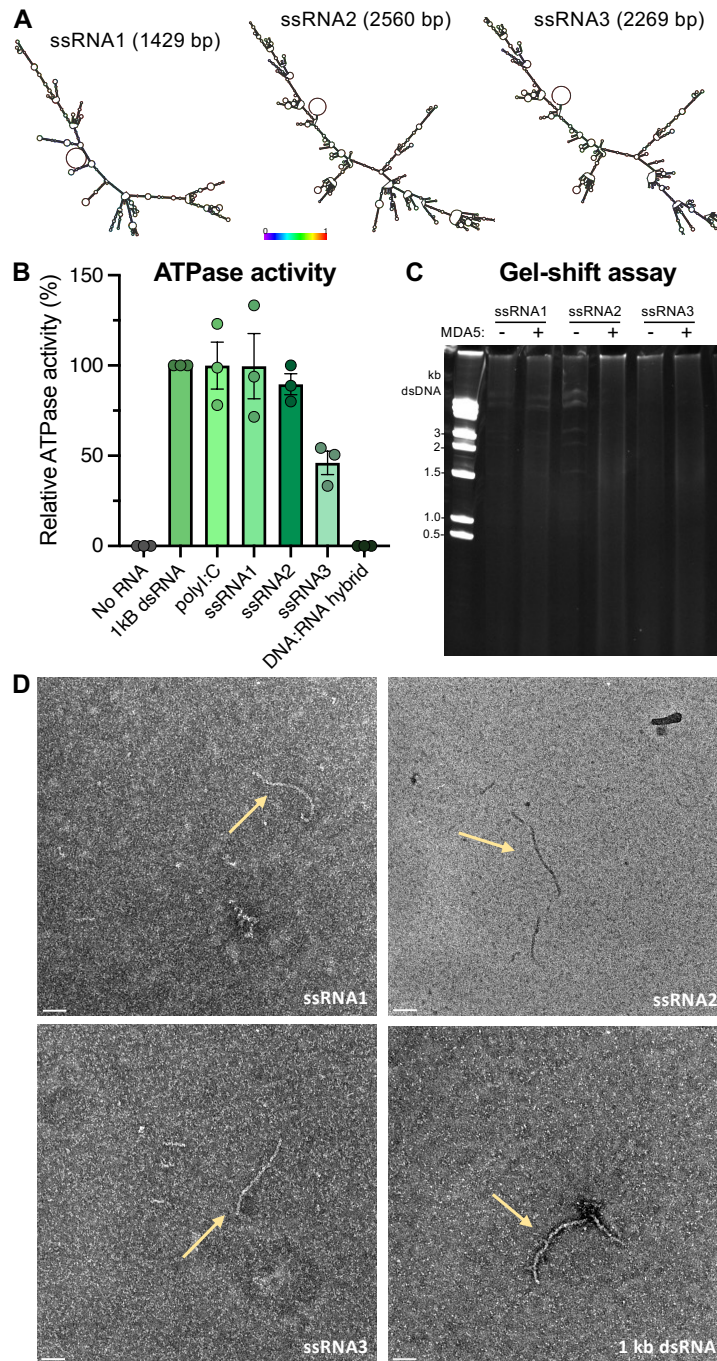 A
ssRNA1 (1429 bp)
ssRNA2 (2560 bp)
ssRNA3 (2269 bp)
0 1
B
ATPase activity
Relative ATPase activity (%)
150
100
50
0
No RNA
1kB dsRNA
polyI:C
ssRNA1
ssRNA2
ssRNA3
DNA:RNA hybrid
C
Gel-shift assay
ssRNA1 ssRNA2 ssRNA3
MDA5: - + - + - +
kb
dsDNA
3
2
1.5
1.0
0.5
D
ssRNA1
ssRNA2
ssRNA3
1 kb dsRNA